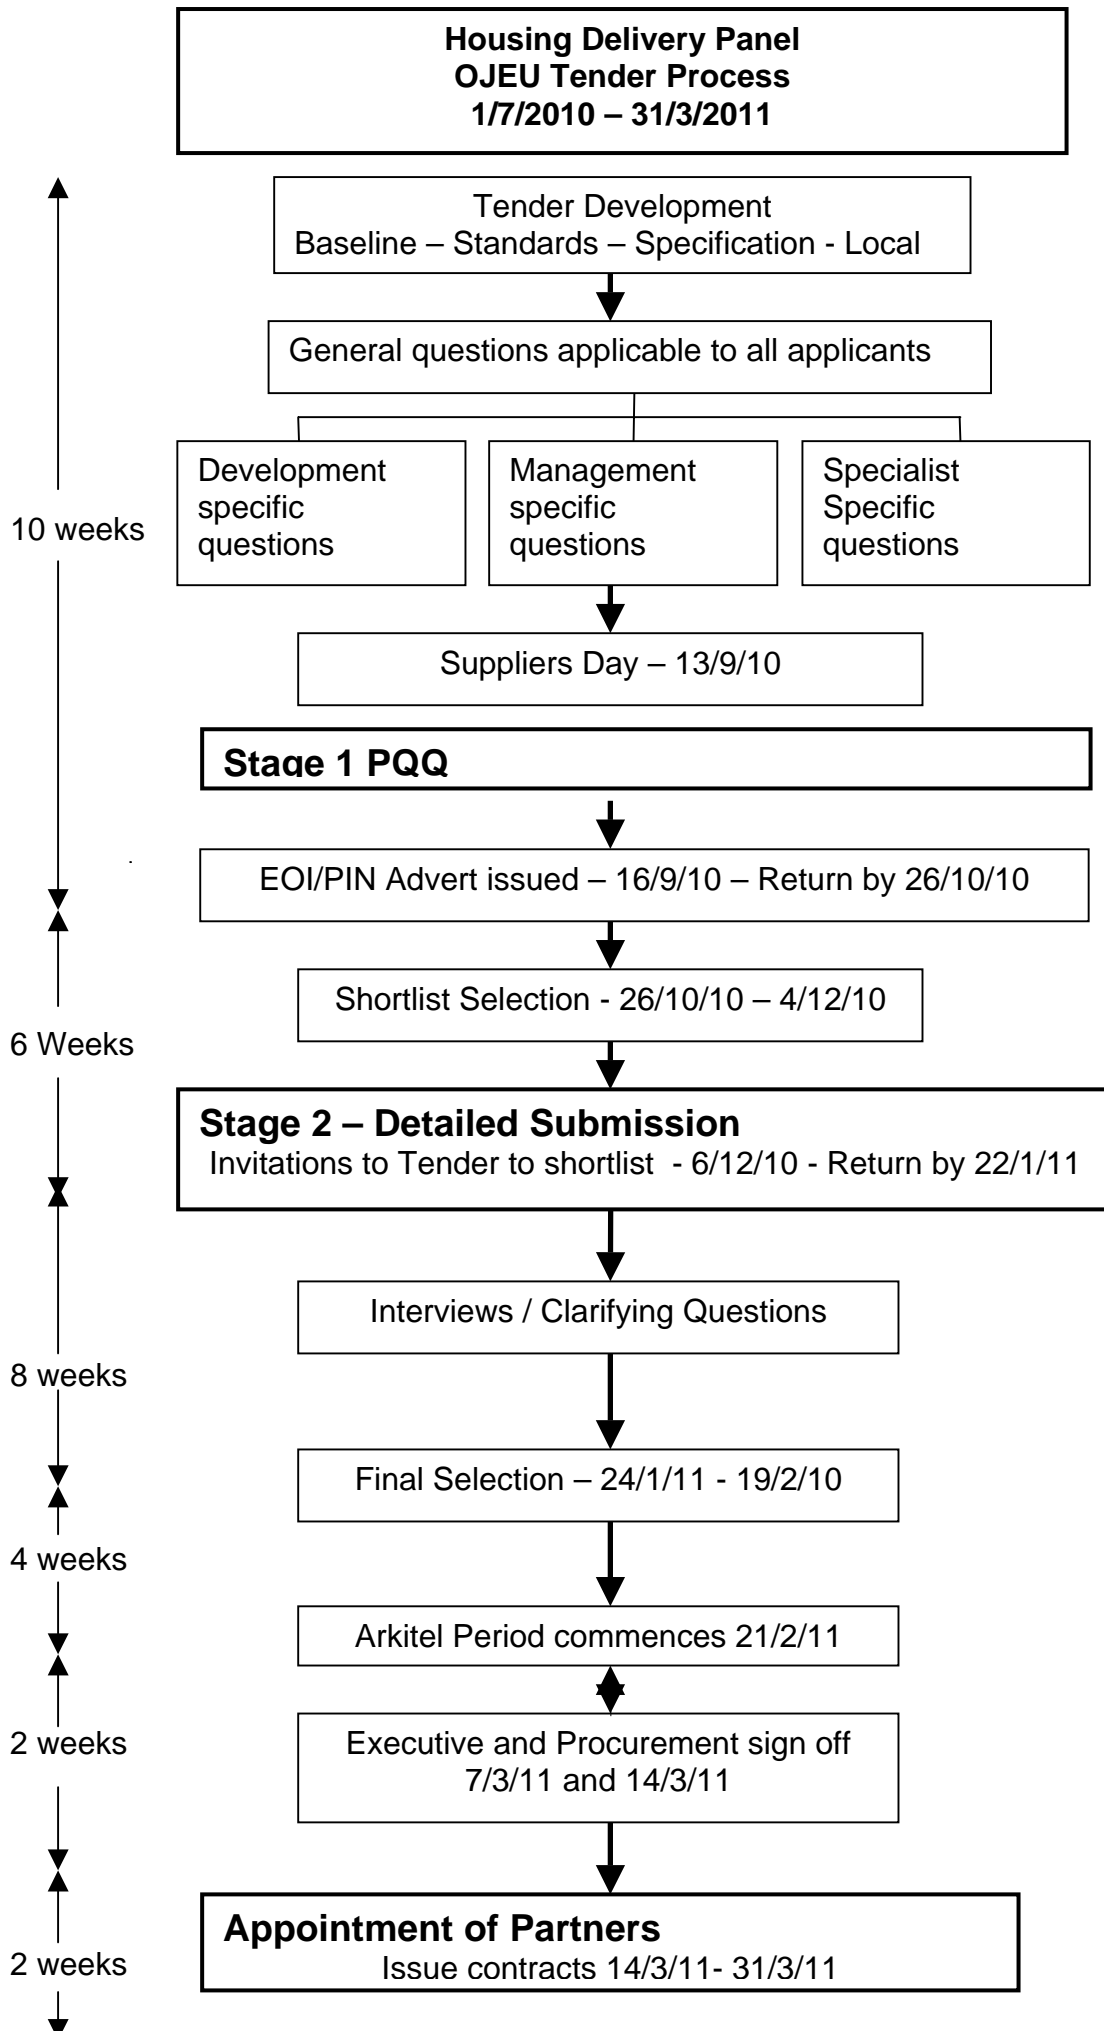 Housing Delivery Panel
OJEU Tender Process
1/7/2010 – 31/3/2011
Tender Development
Baseline – Standards – Specification - Local
General questions applicable to all applicants
Development
specific
questions
Management
specific
questions
Specialist
Specific
questions
10 weeks
Suppliers Day – 13/9/10
Stage 1 PQQ
EOI/PIN Advert issued – 16/9/10 – Return by 26/10/10
Shortlist Selection - 26/10/10 – 4/12/10
6 Weeks
Stage 2 – Detailed Submission
Invitations to Tender to shortlist - 6/12/10 - Return by 22/1/11
Interviews / Clarifying Questions
8 weeks
Final Selection – 24/1/11 - 19/2/10
4 weeks
Arkitel Period commences 21/2/11
2 weeks
Executive and Procurement sign off
7/3/11 and 14/3/11
Appointment of Partners
Issue contracts 14/3/11- 31/3/11
2 weeks